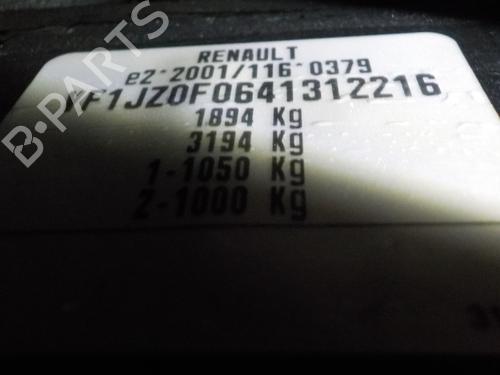 RENAULT
e2*2001/116*0379
VF1JZ0F0641312216
1894 Kg
3194 Kg
1-1050 Kg
2-1000 Kg
B-PARTS